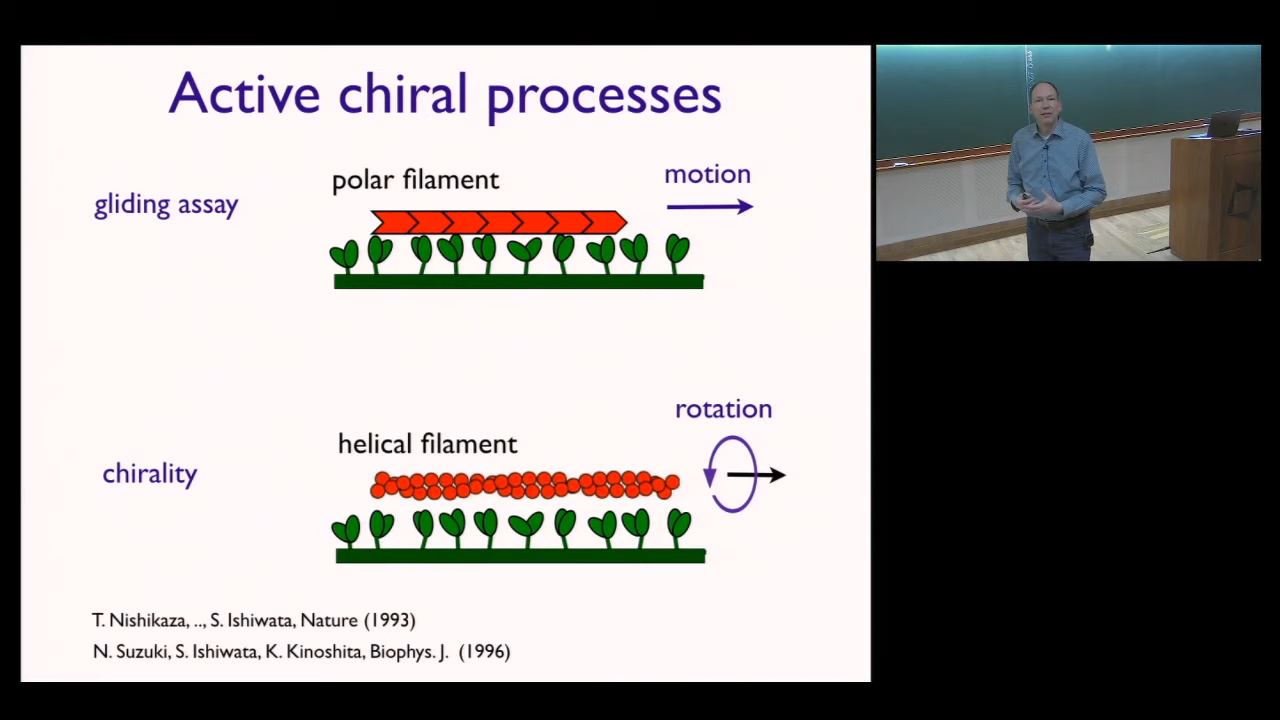 Active chiral processes
polar filament
motion
gliding assay
rotation
helical filament
chirality
T. Nishikaza, .., S. Ishiwata, Nature (1993)
N. Suzuki, S. Ishiwata, K. Kinoshita, Biophys. J. (1996)